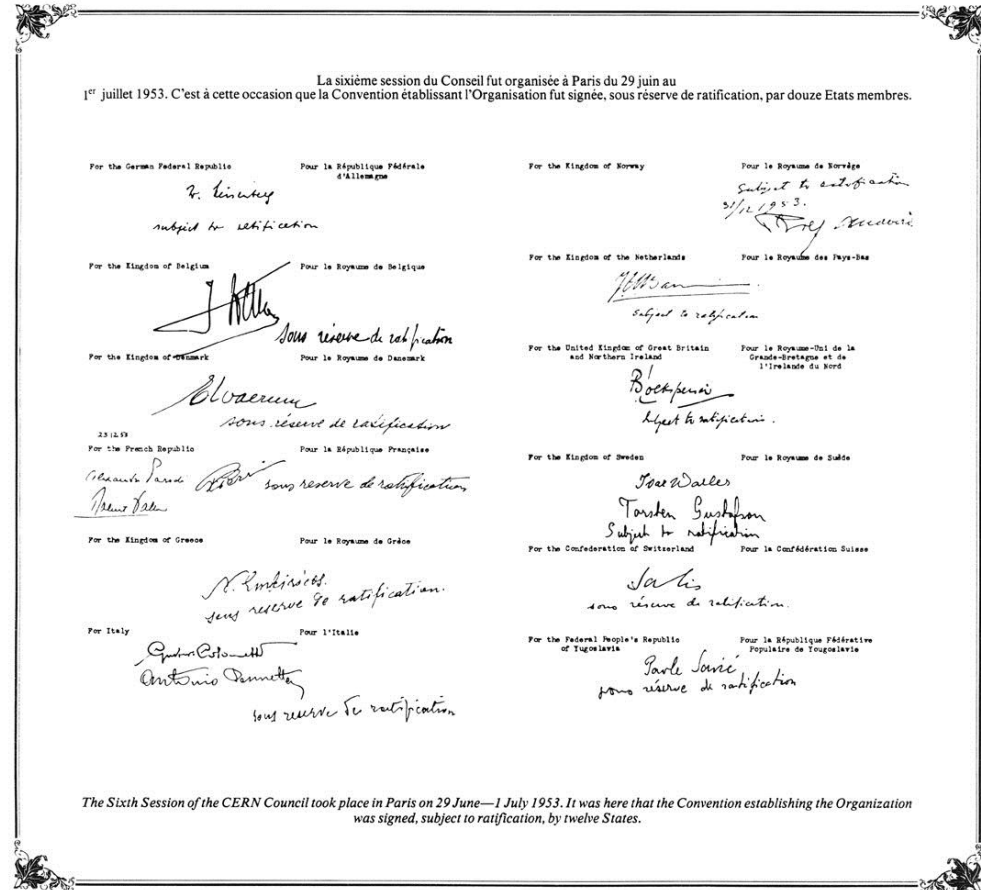 La sixième session du Conseil fut organisée à Paris du 29 juin au
1er juillet 1953. C'est à cette occasion que la Convention établissant l'Organisation fut signée, sous réserve de ratification, par douze Etats membres.
For the German Federal Republic
Pour la République Fédérale
d'Allemagne
subject to ratification
For the Kingdom of Belgium
Pour le Royaume de Belgique
sous réserve de ratification
For the Kingdom of Denmark
Pour le Royaume de Danemark
sous réserve de ratification
23 12 53
For the French Republic
Pour la République Française
Alexandre Parodi
sous reserve de ratification
For the Kingdom of Greece
Pour le Royaume de Grèce
sous reserve de ratification.
For Italy
Pour l'Italie
Antonio Pennetta
sous reserve de ratification
For the Kingdom of Norway
Pour le Royaume de Norvège
Subject to ratification
31/12 1953.
For the Kingdom of the Netherlands
Pour le Royaume des Pays-Bas
Subject to ratification
For the United Kingdom of Great Britain
and Northern Ireland
Pour le Royaume-Uni de la
Grande-Bretagne et de
l'Irelande du Nord
subject to ratification.
For the Kingdom of Sweden
Pour le Royaume de Suède
Ivar Waller
Torsten Gustafson
Subject to ratification
For the Confederation of Switzerland
Pour la Confédération Suisse
sous réserve de ratification.
For the Federal People's Republic
of Yugoslavia
Pour la République Fédérative
Populaire de Yougoslavie
Pavle Savić
sous réserve de ratification
The Sixth Session of the CERN Council took place in Paris on 29 June—1 July 1953. It was here that the Convention establishing the Organization
was signed, subject to ratification, by twelve States.